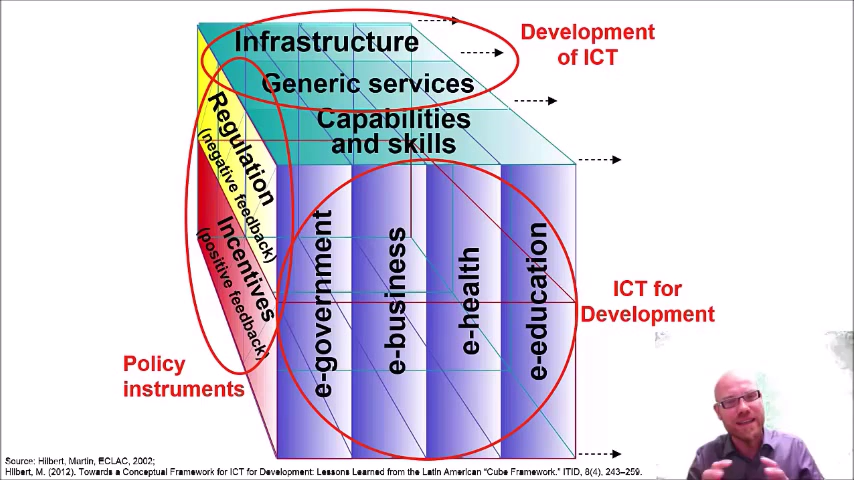 Infrastructure
Generic services
Capabilities
and skills
Development
of ICT
Regulation
(negative feedback)
Incentives
(positive feedback)
e-government
e-business
e-health
e-education
ICT for
Development
Policy
instruments
Source: Hilbert, Martin, ECLAC, 2002;
Hilbert, M. (2012). Towards a Conceptual Framework for ICT for Development: Lessons Learned from the Latin American “Cube Framework.” ITID, 8(4), 243–259.